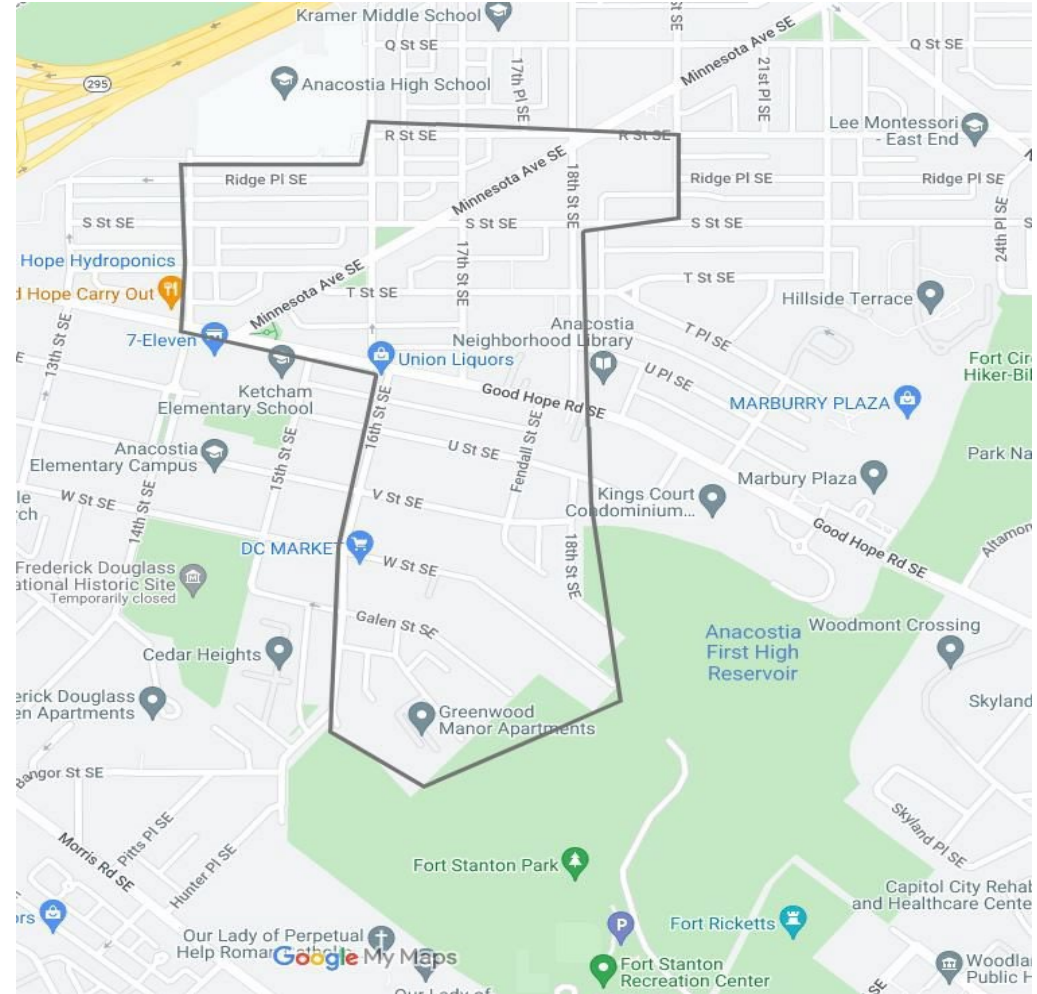 Kramer Middle School
Q St SE
17th Pl SE
Minnesota Ave SE
21st Pl SE
Q St SE
295
Anacostia High School
R St SE
R St SE
Lee Montessori
- East End
Ridge Pl SE
Minnesota Ave SE
18th St SE
Ridge Pl SE
Ridge Pl SE
S St SE
S St SE
S St SE
S
24th Pl SE
17th St SE
Hope Hydroponics
d Hope Carry Out
Minnesota Ave SE
T St SE
T St SE
Hillside Terrace
7-Eleven
Anacostia
Neighborhood Library
T Pl SE
13th St SE
Union Liquors
U Pl SE
Fort Cir
Hiker-Bil
Ketcham
Elementary School
Good Hope Rd SE
MARBURRY PLAZA
E
16th St SE
U St SE
Fendall St SE
Anacostia
Elementary Campus
15th St SE
Park Na
Marbury Plaza
W St SE
V St SE
Kings Court
Condominium...
le
rch
14th St SE
Good Hope Rd SE
Altamon
DC MARKET
W St SE
18th St SE
Frederick Douglass
ational Historic Site
Temporarily closed
Galen St SE
Anacostia
First High
Reservoir
Woodmont Crossing
Cedar Heights
erick Douglass
en Apartments
Greenwood
Manor Apartments
Skyland
Bangor St SE
Morris Rd SE
Pitts Pl SE
Hunter Pl SE
Skyland Pl SE
Fort Stanton Park
Capitol City Rehab
and Healthcare Cente
ors
P
Fort Ricketts
Our Lady of Perpetual
Help Roman Catholic
Google My Maps
Fort Stanton
Recreation Center
Woodlan
Public H
SE
Our Lady of